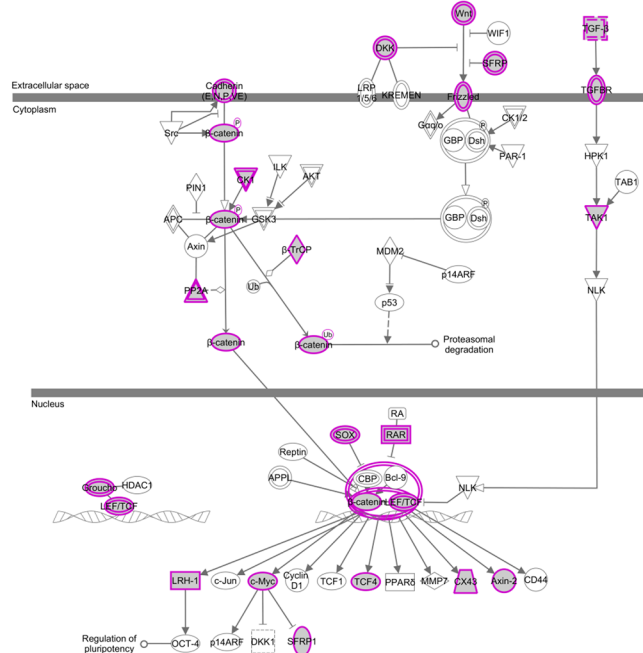 Wnt
TGF-β
WIF1
DKK
SFRP
Extracellular space
Cadherin
(E,N,P,VE)
LRP
1/5/6
KREMEN
Frizzled
TGFBR
Cytoplasm
Src
P
β-catenin
Gαq/o
P
CK1/2
GBP
Dsh
PAR-1
HPK1
TAB1
ILK
CK1
AKT
PIN1
P
β-catenin
GSK3
APC
P
GBP
Dsh
TAK1
Axin
β-TrCP
MDM2
p14ARF
PP2A
Ub
p53
NLK
β-catenin
Ub
β-catenin
Proteasomal
degradation
Nucleus
RA
SOX
RAR
Reptin
APPL
CBP
Bcl-9
Groucho
HDAC1
NLK
LEF/TCF
β-catenin
LEF/TCF
LRH-1
c-Jun
c-Myc
Cyclin
D1
TCF1
TCF4
PPARδ
MMP7
CX43
Axin-2
CD44
Regulation of
pluripotency
OCT-4
p14ARF
DKK1
SFRP1